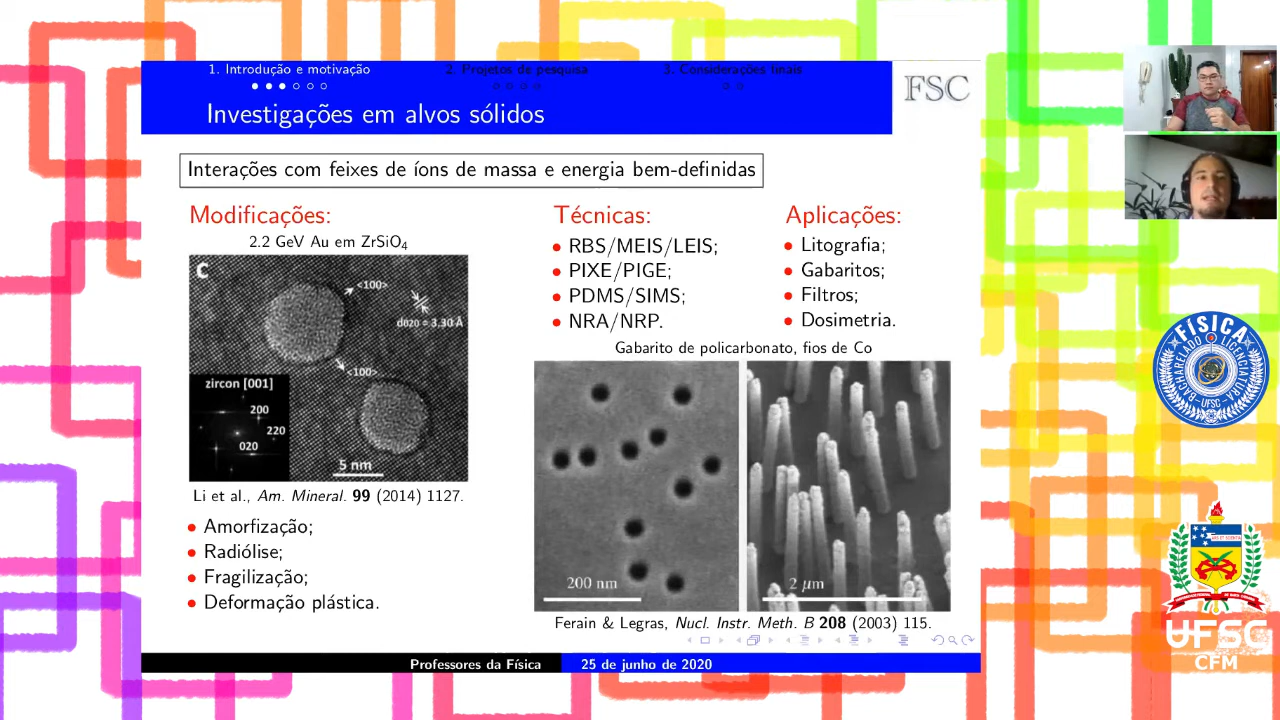 1. Introdução e motivação
2. Projetos de pesquisa
3. Considerações finais
FSC
Investigações em alvos sólidos
Interações com feixes de íons de massa e energia bem-definidas
Modificações:
2.2 GeV Au em ZrSiO4
C
<100>
d020 = 3.30 Å
<100>
zircon [001]
200
220
020
5 nm
Li et al., Am. Mineral. 99 (2014) 1127.
• Amorfização;
• Radiólise;
• Fragilização;
• Deformação plástica.
Técnicas:
• RBS/MEIS/LEIS;
• PIXE/PIGE;
• PDMS/SIMS;
• NRA/NRP.
Aplicações:
• Litografia;
• Gabaritos;
• Filtros;
• Dosimetria.
Gabarito de policarbonato, fios de Co
200 nm
2 μm
Ferain & Legras, Nucl. Instr. Meth. B 208 (2003) 115.
Professores da Física
25 de junho de 2020
FÍSICA
BACHARELADO
LICENCIATURA
UFSC
UFSC
CFM